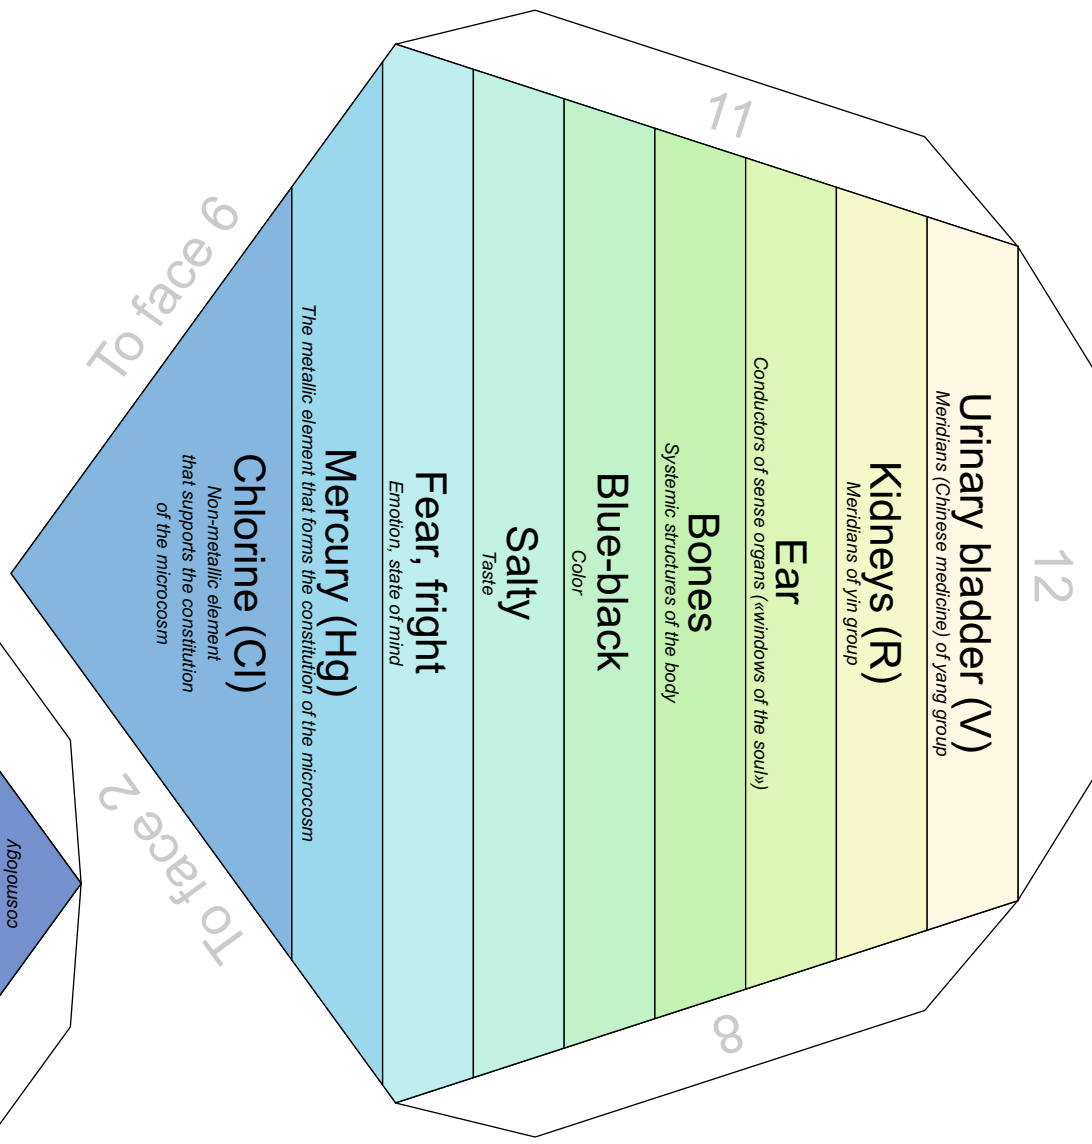 12
Urinary bladder (V)
Meridians (Chinese medicine) of yang group
Kidneys (R)
Meridians of yin group
Ear
Conductors of sense organs («windows of the soul»)
Bones
Systemic structures of the body
Blue-black
Color
Salty
Taste
Fear, fright
Emotion, state of mind
Mercury (Hg)
The metallic element that forms the constitution of the microcosm
Chlorine (Cl)
Non-metallic element
that supports the constitution
of the microcosm
11
8
To face 6
To face 2
cosmology